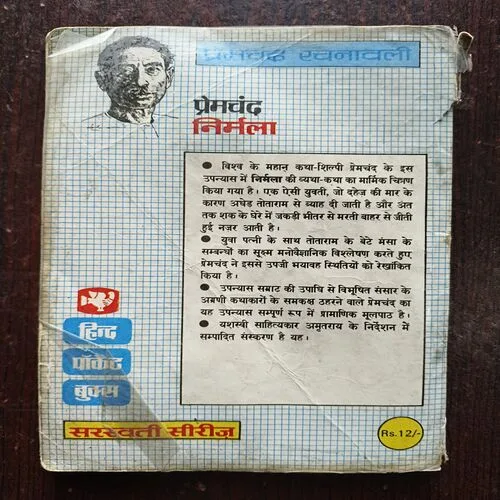 प्रेमचंद रचनावली
प्रेमचंद
निर्मला
● विश्व के महान कथा-शिल्पी प्रेमचंद के इस
उपन्यास में निर्मला की व्यथा-कथा का मार्मिक चित्रण
किया गया है। एक ऐसी युवती, जो दहेज की मार के
कारण अधेड़ तोताराम से ब्याह दी जाती है और अंत
तक शक के घेरे में जकड़ी भीतर से मरती बाहर से जीती
हुई नजर आती है।
● युवा पत्नी के साथ तोताराम के बेटे मंसा के
सम्बन्धों का सूक्ष्म मनोवैज्ञानिक विश्लेषण करते हुए
प्रेमचंद ने इससे उपजी भयावह स्थितियों को रेखांकित
किया है।
● उपन्यास सम्राट की उपाधि से विभूषित संसार के
अग्रणी कथाकारों के समकक्ष ठहरने वाले प्रेमचंद का
यह उपन्यास सम्पूर्ण रूप में प्रामाणिक मूलपाठ है।
● यशस्वी साहित्यकार अमृतराय के निर्देशन में
सम्पादित संस्करण है यह।
हिन्द
पॉकेट
बुक्स
सरस्वती सीरीज़
Rs.12/-